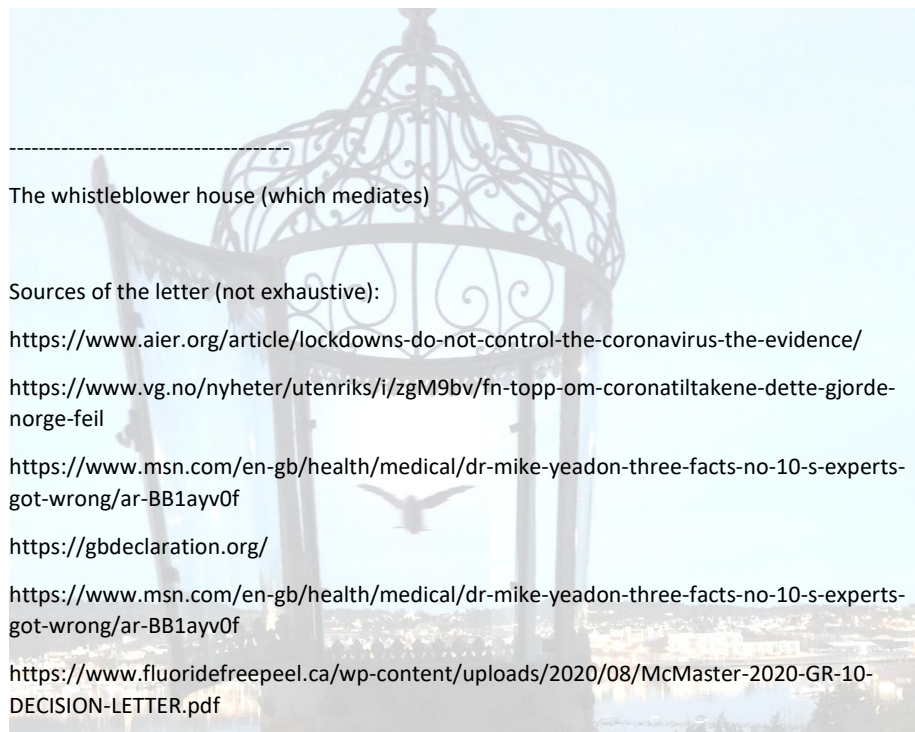 --------------------------------------
The whistleblower house (which mediates)
Sources of the letter (not exhaustive):
https://www.aier.org/article/lockdowns-do-not-control-the-coronavirus-the-evidence/
https://www.vg.no/nyheter/utenriks/i/zgM9bv/fn-topp-om-coronatiltakene-dette-gjorde-
norge-feil
https://www.msn.com/en-gb/health/medical/dr-mike-yeadon-three-facts-no-10-s-experts-
got-wrong/ar-BB1ayv0f
https://gbdeclaration.org/
https://www.msn.com/en-gb/health/medical/dr-mike-yeadon-three-facts-no-10-s-experts-
got-wrong/ar-BB1ayv0f
https://www.fluoridefreepeel.ca/wp-content/uploads/2020/08/McMaster-2020-GR-10-
DECISION-LETTER.pdf